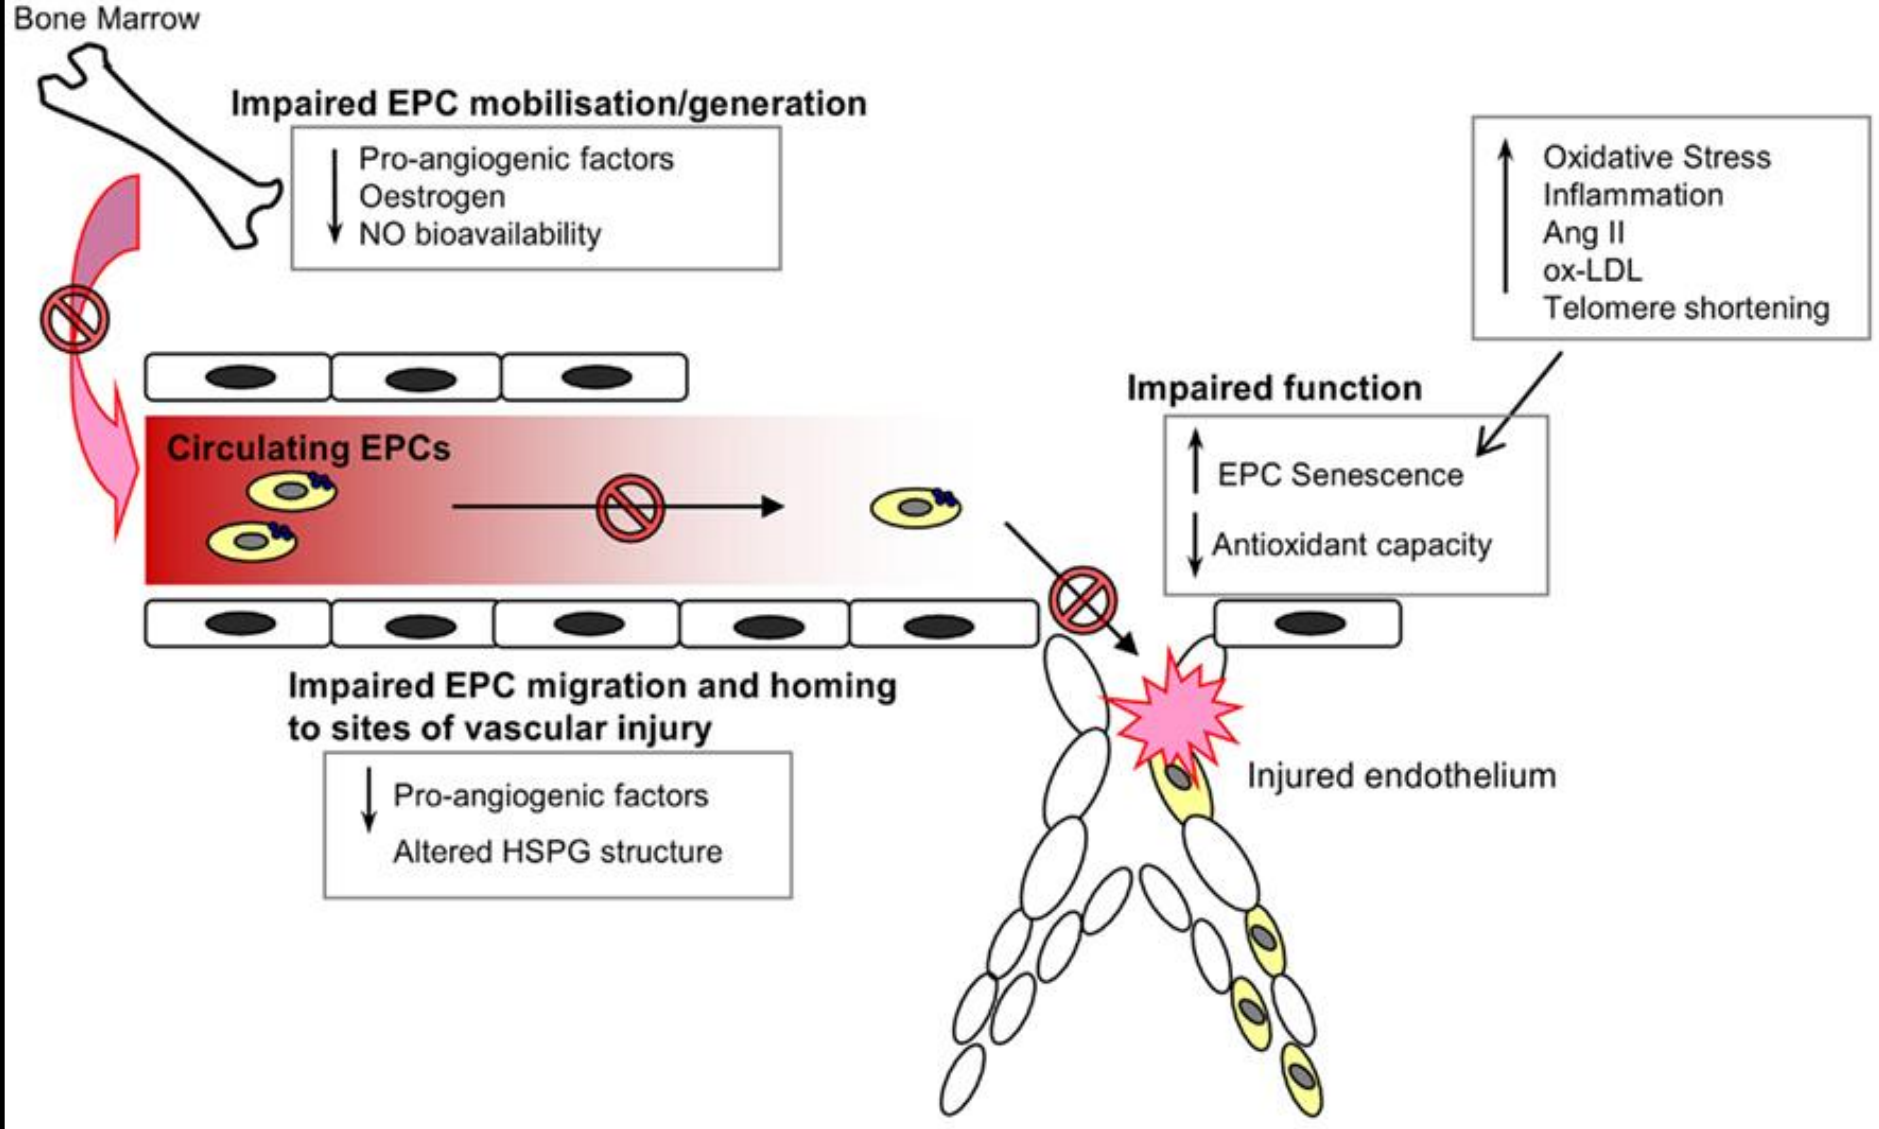 Bone Marrow
Impaired EPC mobilisation/generation
Pro-angiogenic factors
Oestrogen
NO bioavailability
Oxidative Stress
Inflammation
Ang II
ox-LDL
Telomere shortening
Impaired function
EPC Senescence
Antioxidant capacity
Circulating EPCs
Impaired EPC migration and homing
to sites of vascular injury
Pro-angiogenic factors
Altered HSPG structure
Injured endothelium